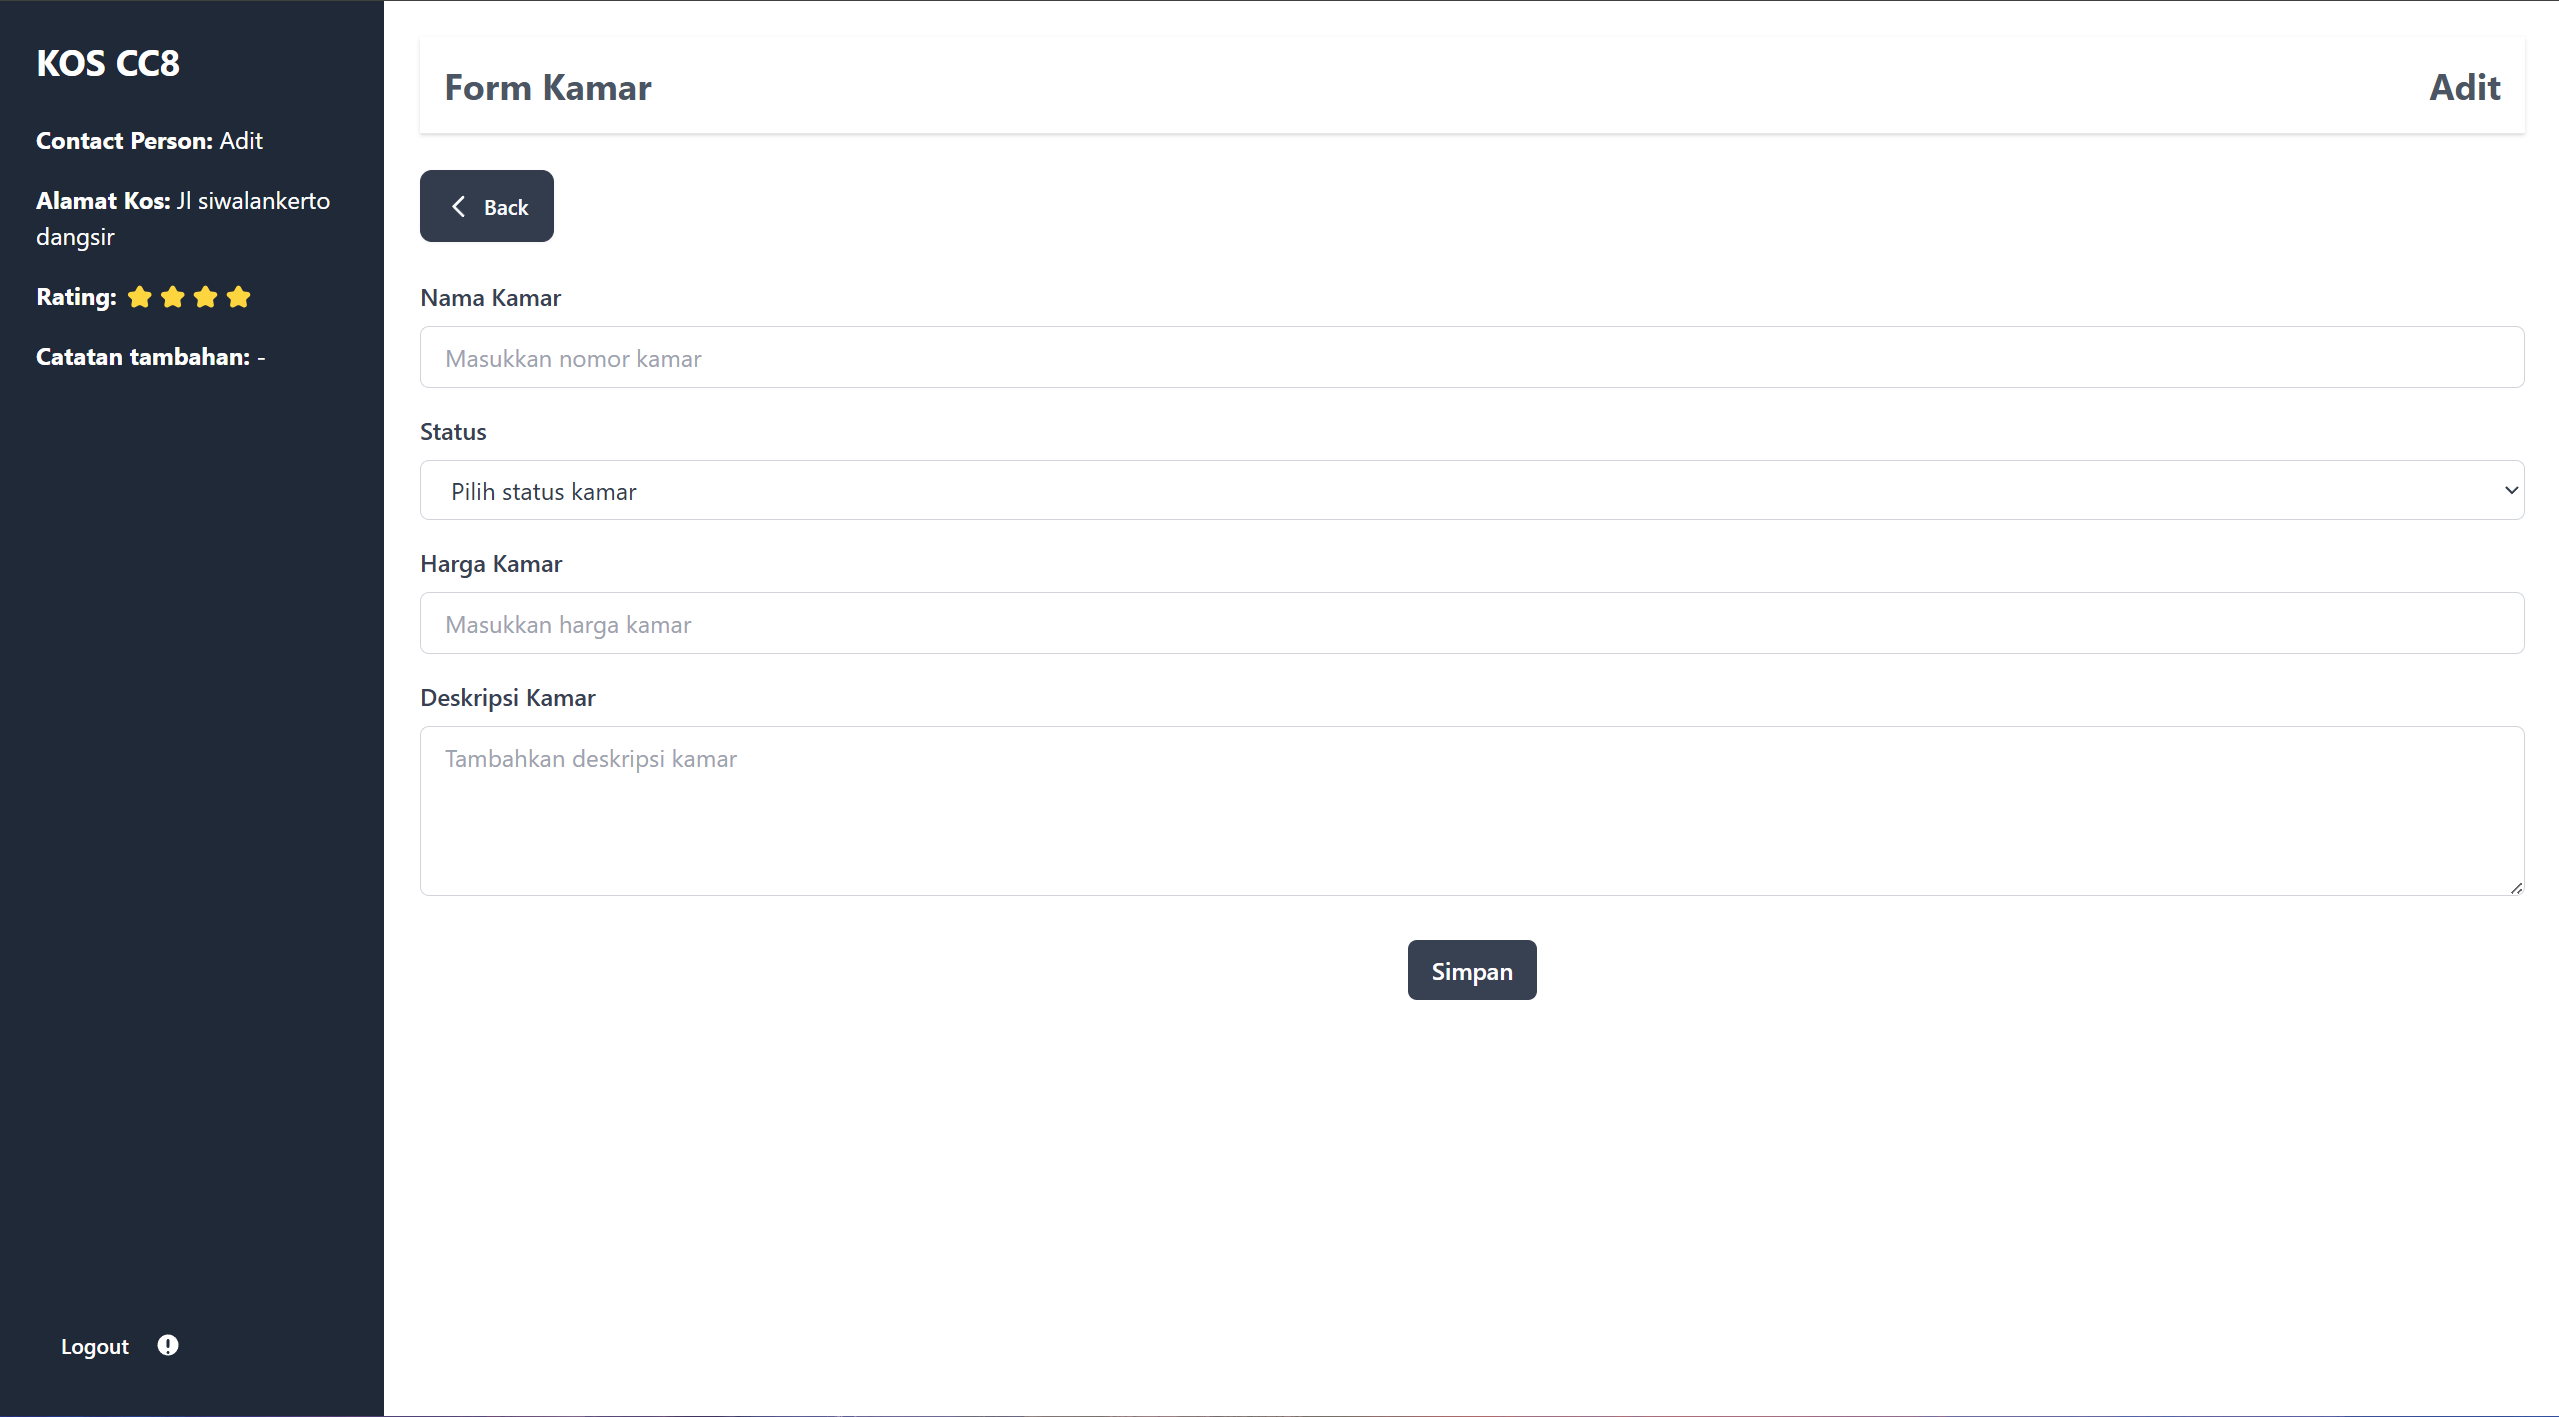 KOS CC8
Contact Person: Adit
Alamat Kos: Jl siwalankerto
dangsir
Rating:
Catatan tambahan: -
Logout
Form Kamar
Adit
Back
Nama Kamar
Masukkan nomor kamar
Status
Pilih status kamar
Harga Kamar
Masukkan harga kamar
Deskripsi Kamar
Tambahkan deskripsi kamar
Simpan